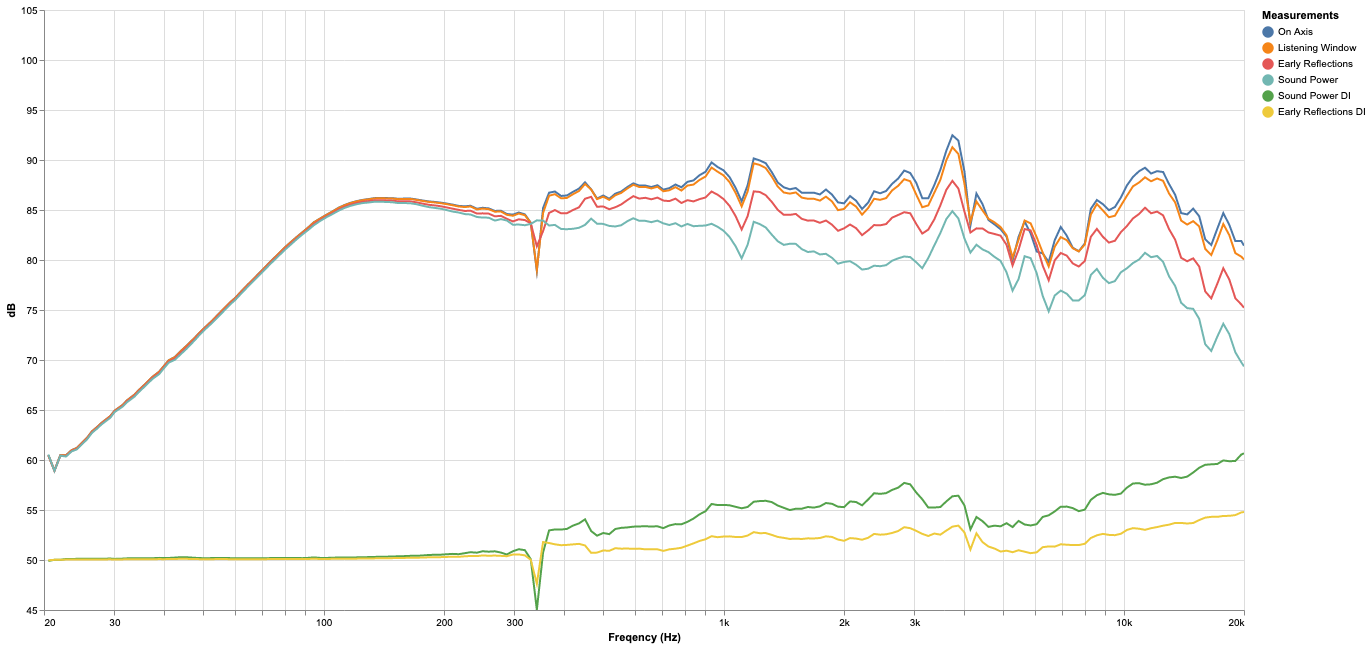 105
100
95
90
85
80
75
70
65
60
55
50
45
dB
20
30
100
200
300
1k
2k
3k
10k
20k
Freqency (Hz)
Measurements
On Axis
Listening Window
Early Reflections
Sound Power
Sound Power DI
Early Reflections DI